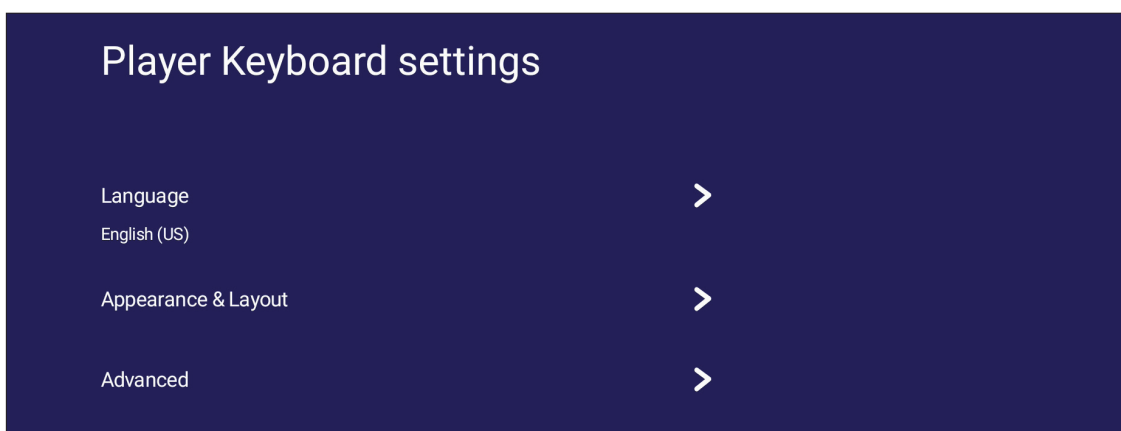 Player Keyboard settings
Language
English (US)
Appearance & Layout
Advanced